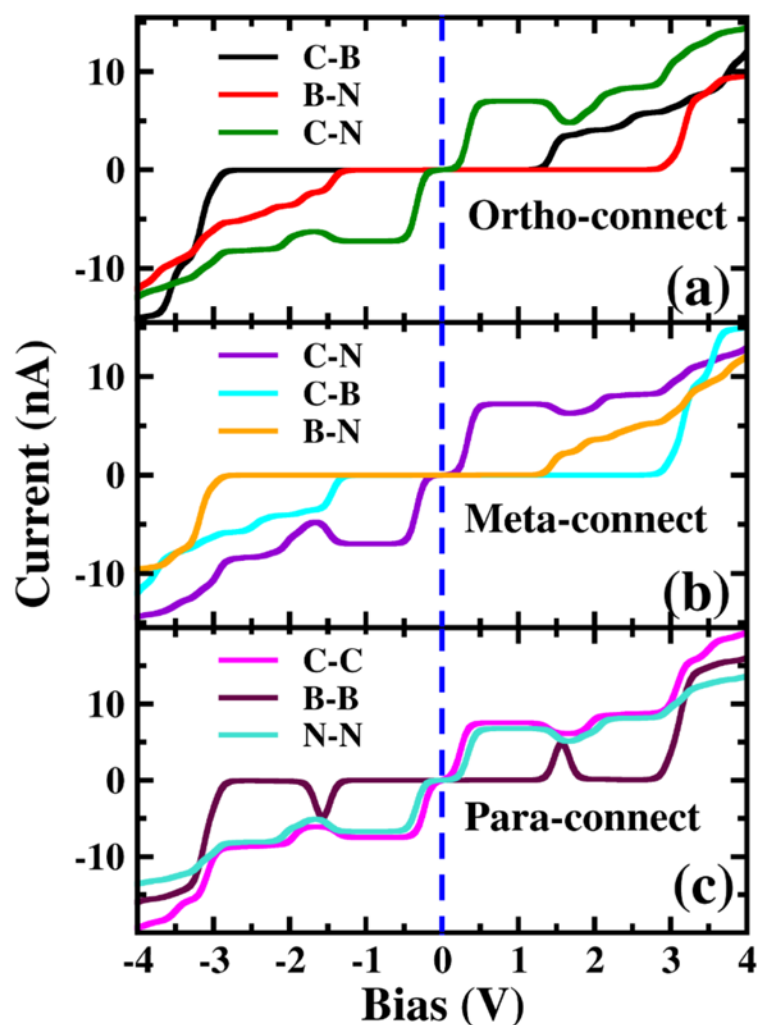 C-B
B-N
C-N
10
0
-10
Ortho-connect
(a)
C-N
C-B
B-N
10
0
-10
Meta-connect
(b)
C-C
B-B
N-N
10
0
-10
Para-connect
(c)
-4 -3 -2 -1 0 1 2 3 4
Bias (V)
Current (nA)